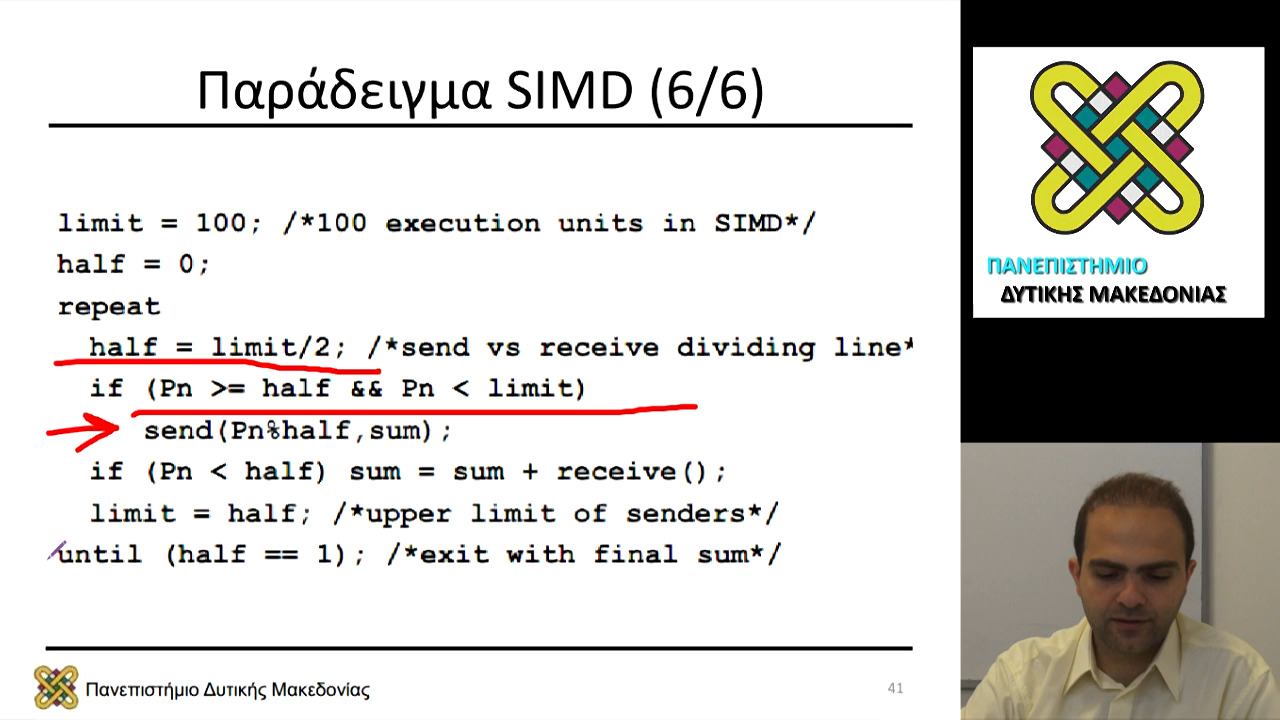 Παράδειγμα SIMD (6/6)
limit = 100; /*100 execution units in SIMD*/
half = 0;
repeat
half = limit/2; /*send vs receive dividing line*
if (Pn >= half && Pn < limit)
send(Pn%half,sum);
if (Pn < half) sum = sum + receive();
limit = half; /*upper limit of senders*/
until (half == 1); /*exit with final sum*/
Πανεπιστήμιο Δυτικής Μακεδονίας
41
ΠΑΝΕΠΙΣΤΗΜΙΟ
ΔΥΤΙΚΗΣ ΜΑΚΕΔΟΝΙΑΣ